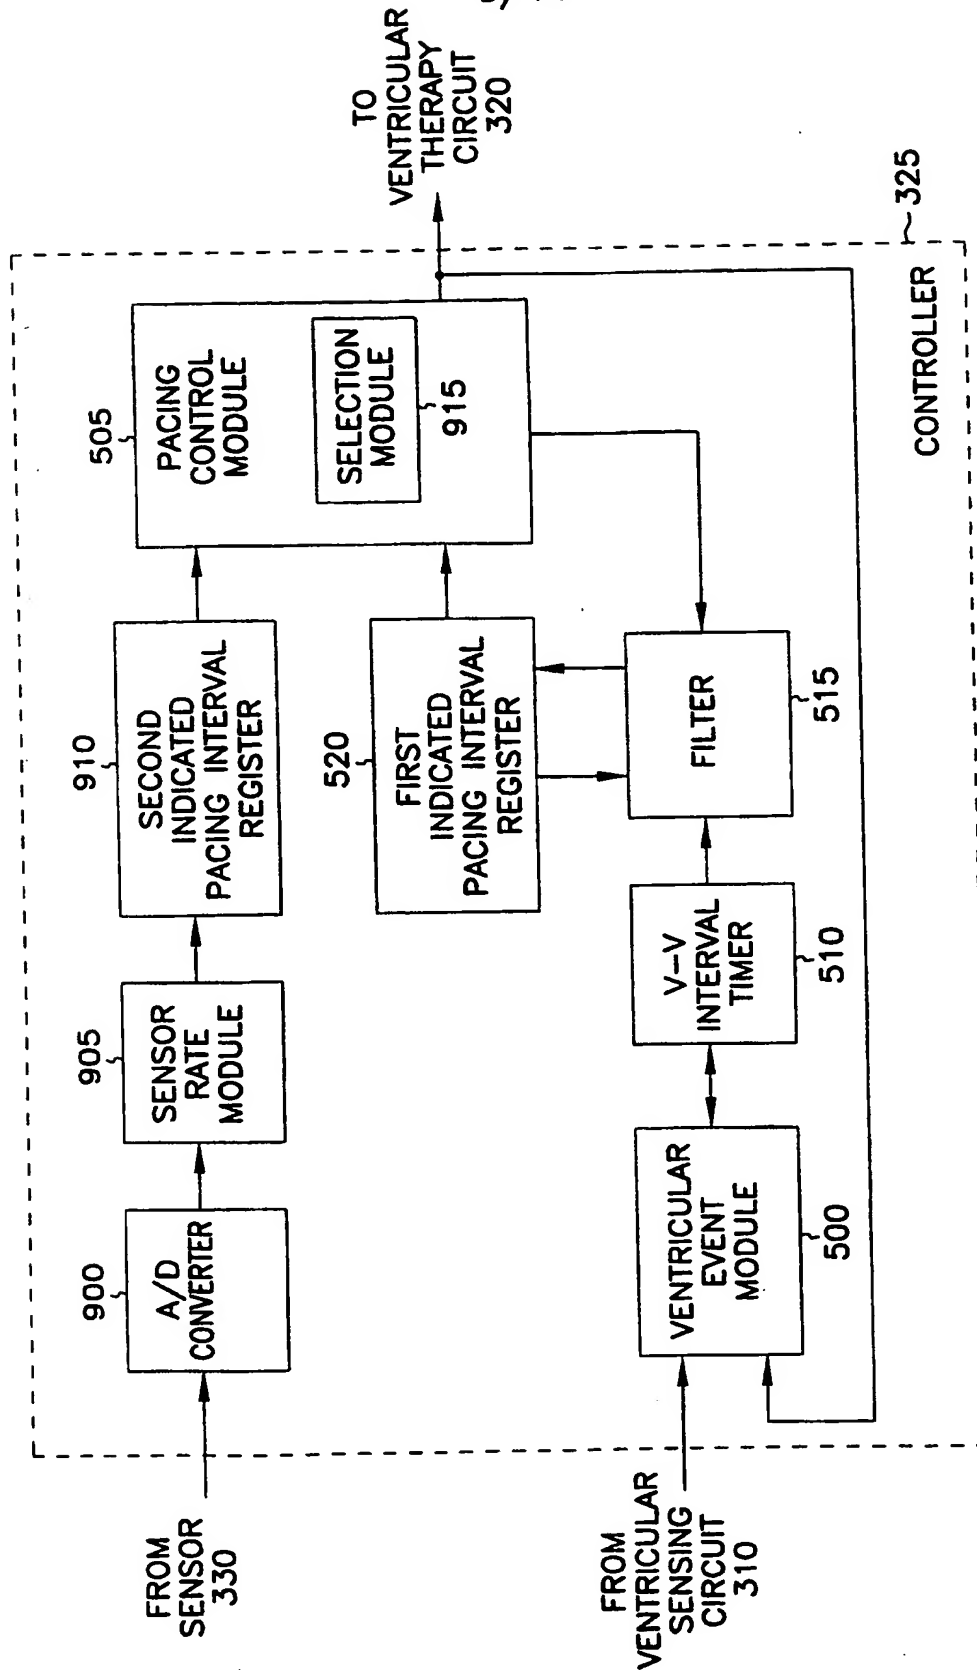 FROM
SENSOR
330
900
A/D
CONVERTER
905
SENSOR
RATE
MODULE
910
SECOND
INDICATED
PACING INTERVAL
REGISTER
505
PACING
CONTROL
MODULE
SELECTION
MODULE
915
TO
VENTRICULAR
THERAPY
CIRCUIT
320
520
FIRST
INDICATED
PACING INTERVAL
REGISTER
FROM
VENTRICULAR
SENSING
CIRCUIT
310
VENTRICULAR
EVENT
MODULE
500
V-V
INTERVAL
TIMER
510
FILTER
515
CONTROLLER
325